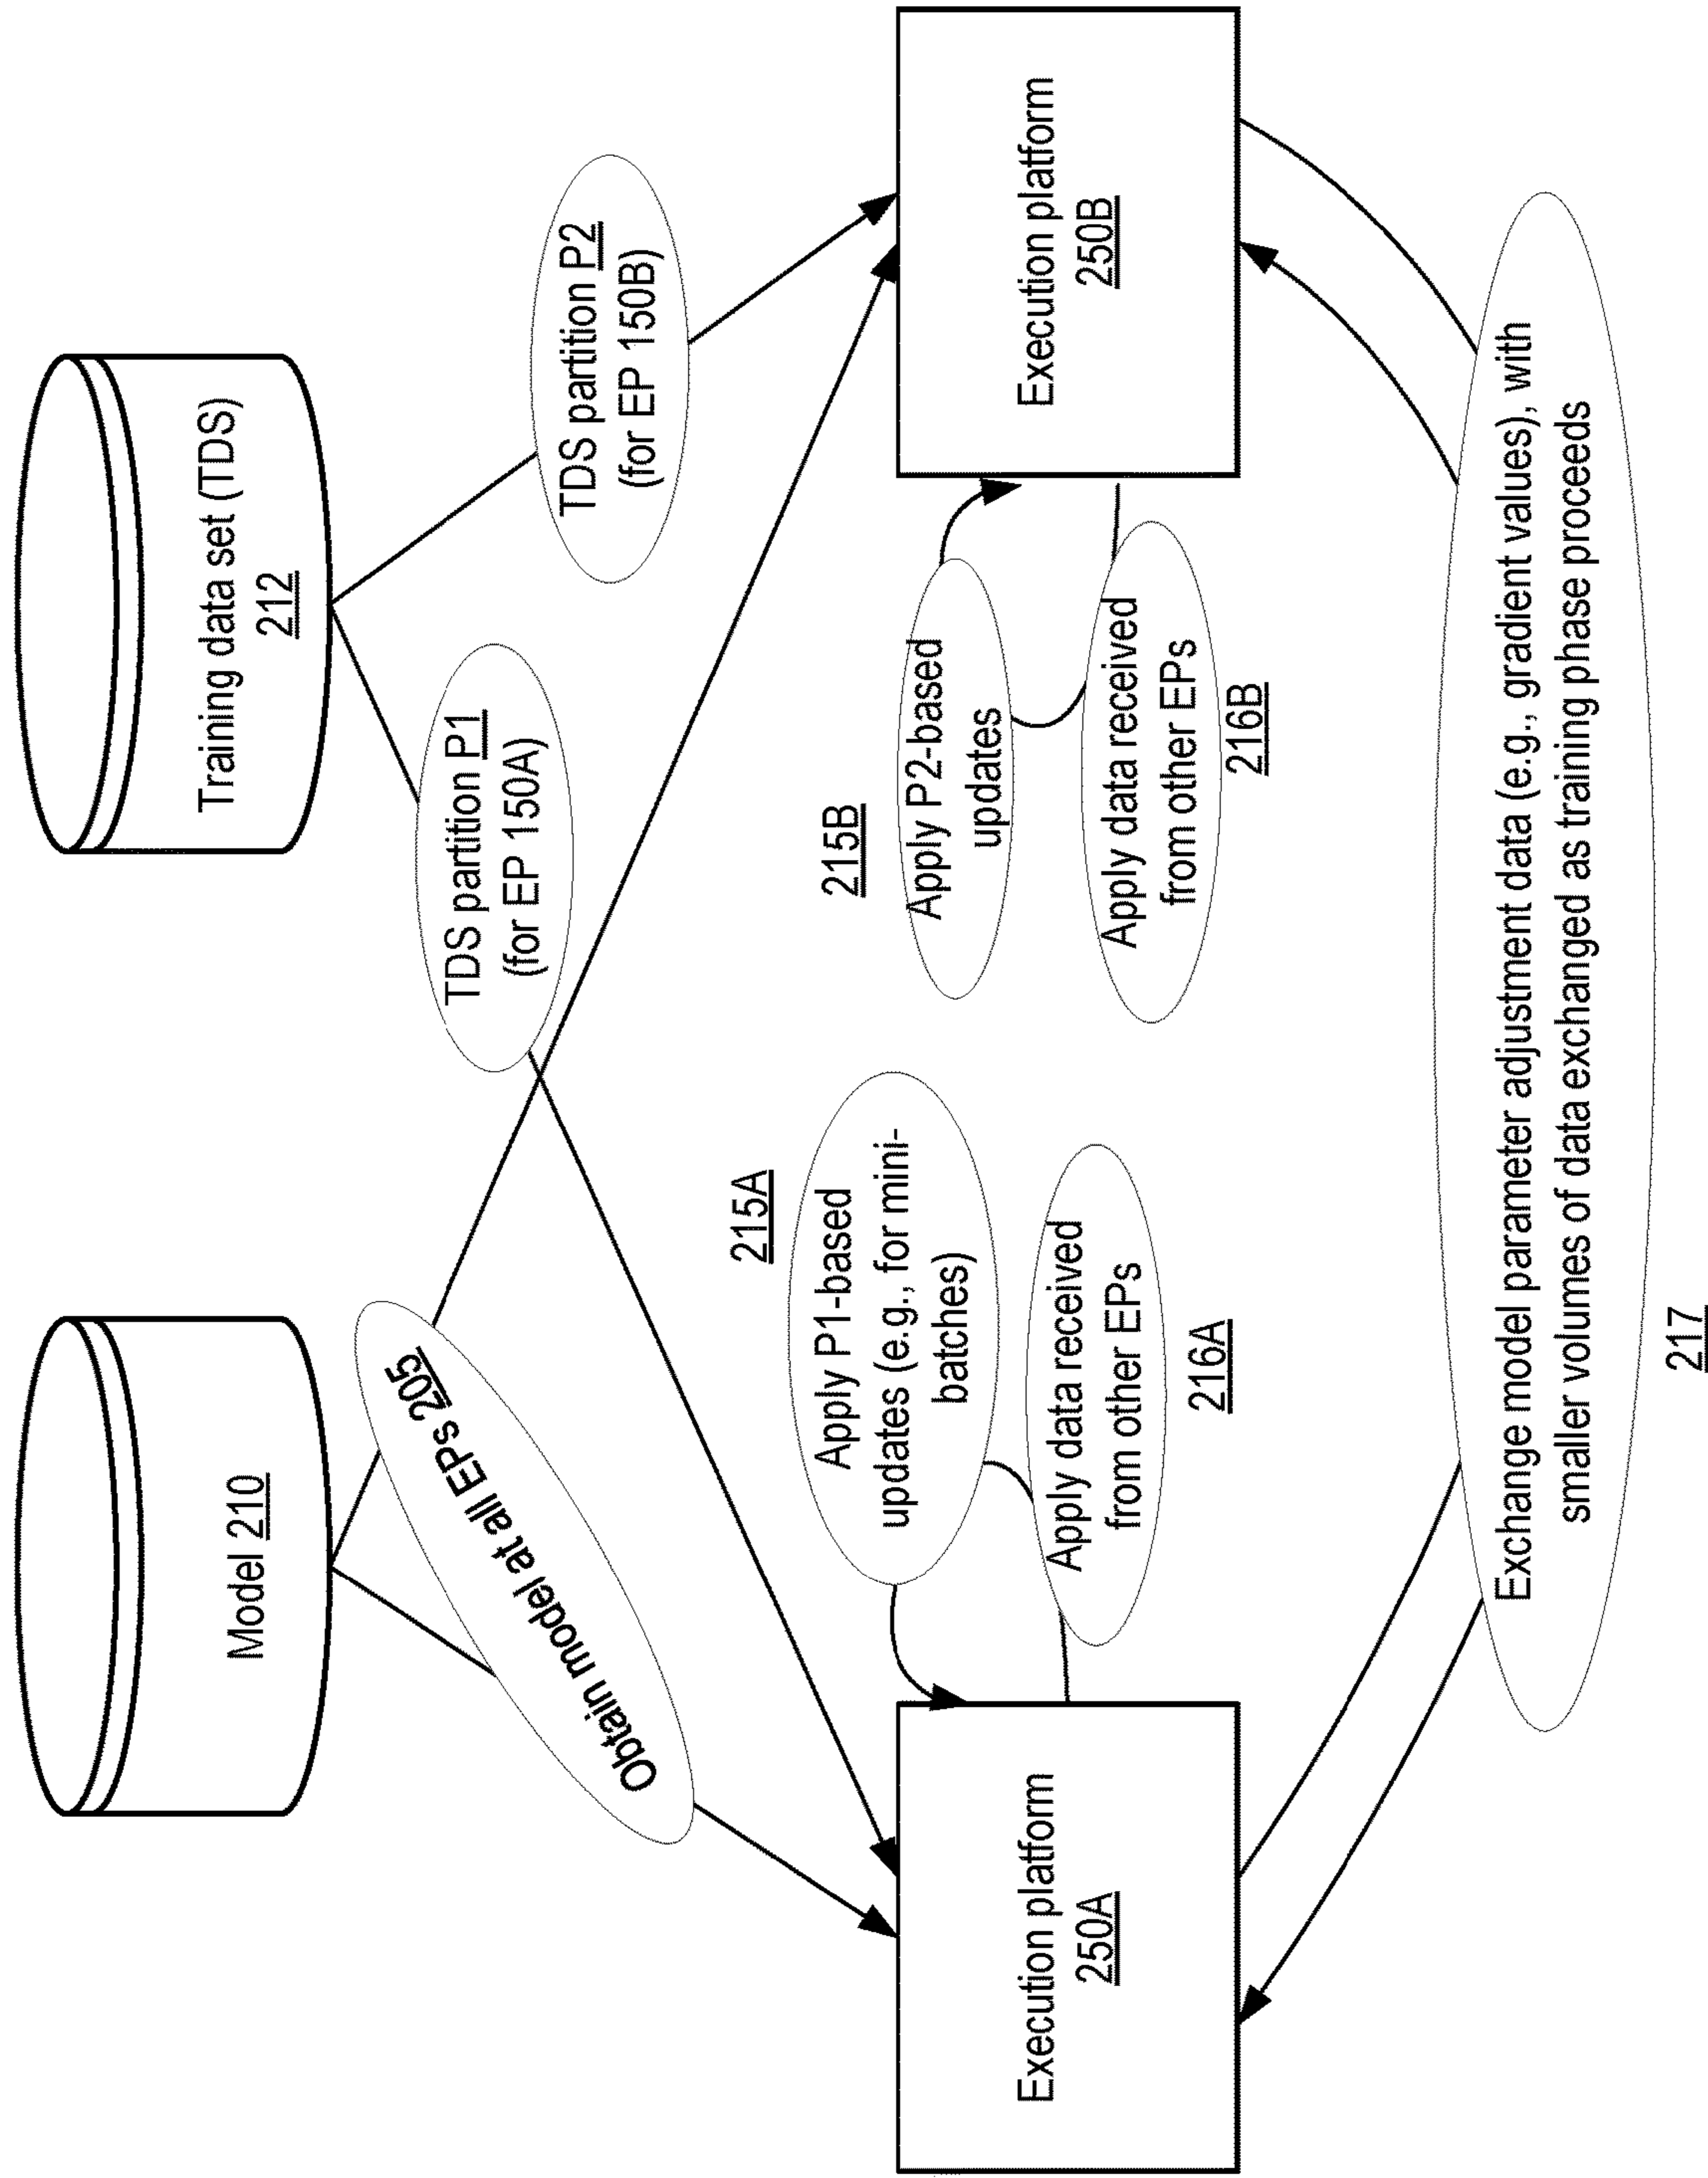 Model 210
Training data set (TDS)
212
Obtain model at all EPs 205
TDS partition P1
(for EP 150A)
TDS partition P2
(for EP 150B)
215A
Apply P1-based
updates (e.g., for mini-
batches)
215B
Apply P2-based
updates
Execution platform
250A
Apply data received
from other EPs
216A
Apply data received
from other EPs
216B
Execution platform
250B
Exchange model parameter adjustment data (e.g., gradient values), with
smaller volumes of data exchanged as training phase proceeds
217